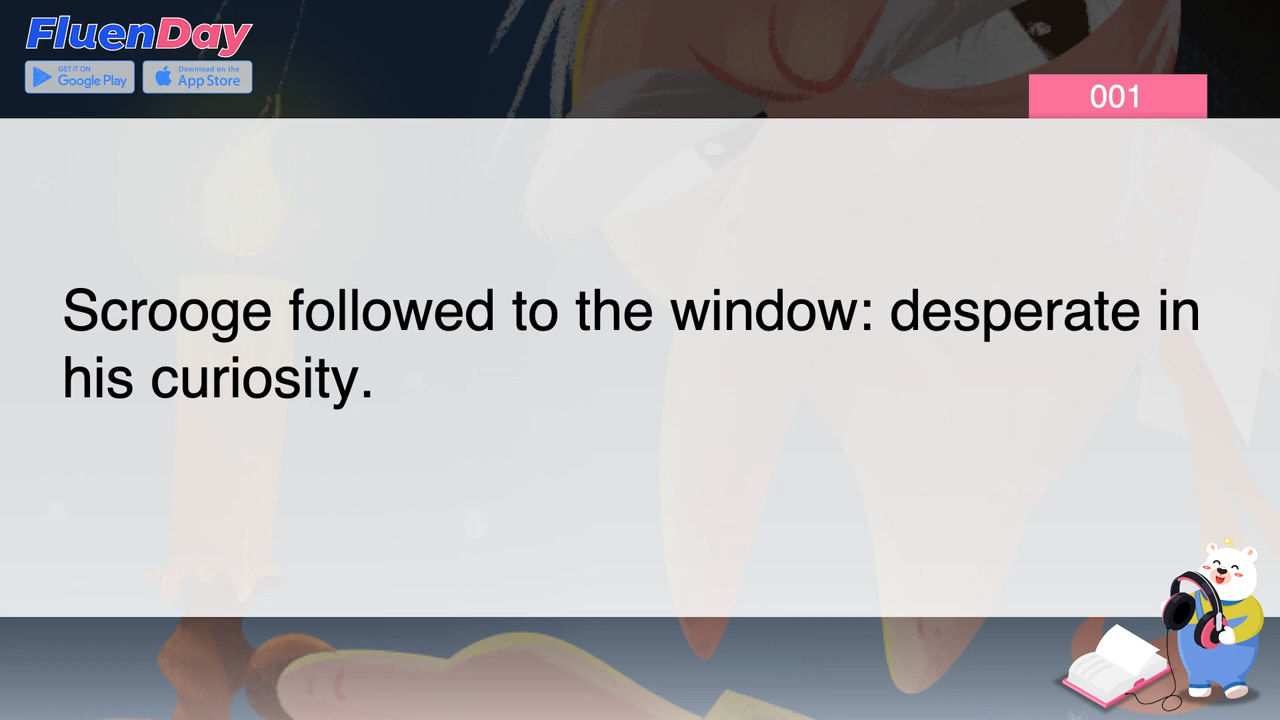 FluenDay
GET IT ON
Google Play
Download on the
App Store
001
Scrooge followed to the window: desperate in
his curiosity.